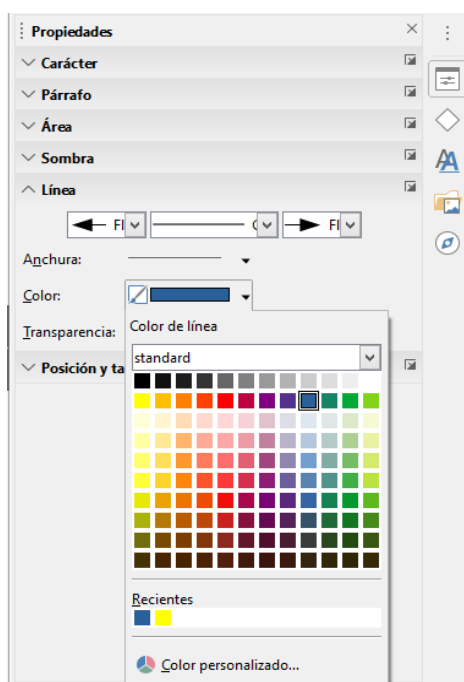 Propiedades
Carácter
Párrafo
Área
Sombra
Línea
Fl
Fl
Anchura:
Color:
Transparencia:
Color de línea
standard
Posición y ta
Recientes
Color personalizado...